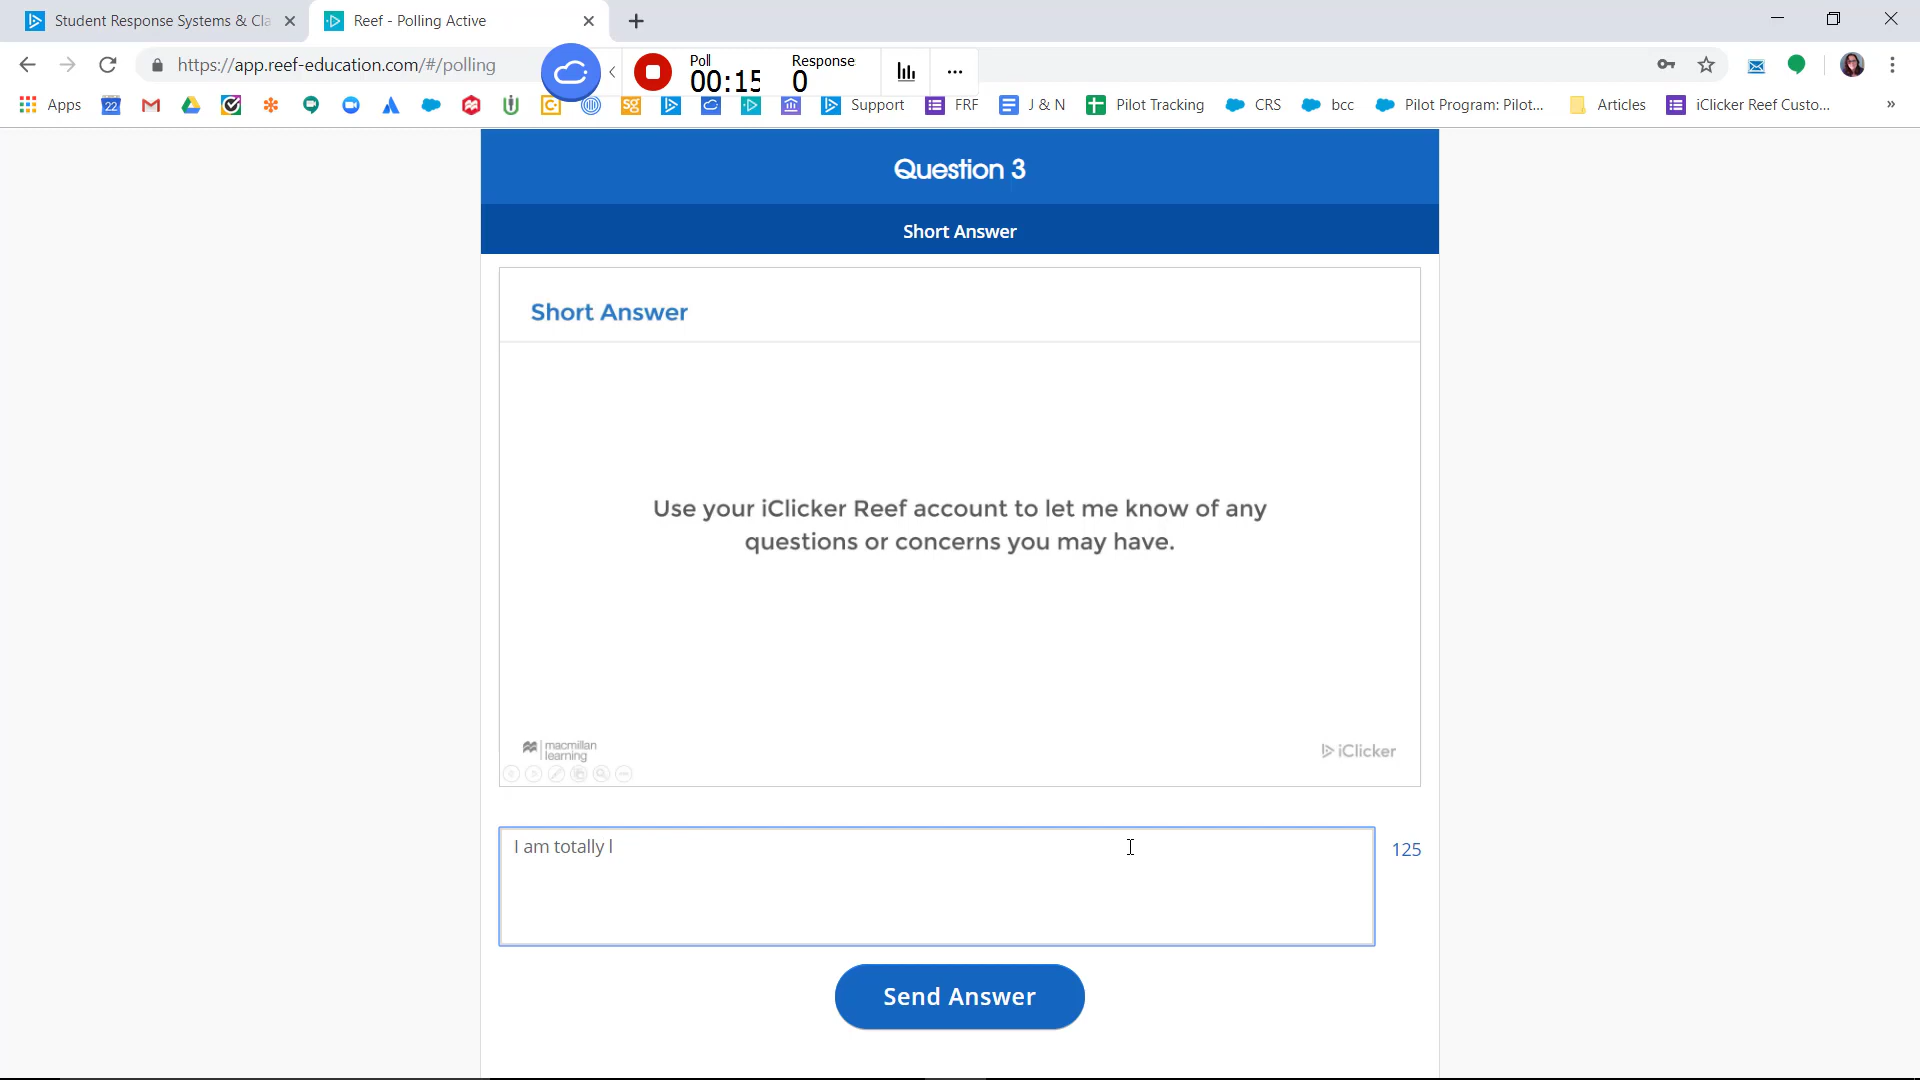 Student Response Systems & Cla
Reef - Polling Active
https://app.reef-education.com/#/polling
Poll
00:15
Response
0
Apps
22
Support
FRF
J & N
Pilot Tracking
CRS
bcc
Pilot Program: Pilot...
Articles
iClicker Reef Custo...
»
Question 3
Short Answer
Short Answer
Use your iClicker Reef account to let me know of any
questions or concerns you may have.
macmillan
learning
iClicker
I am totally l
125
Send Answer